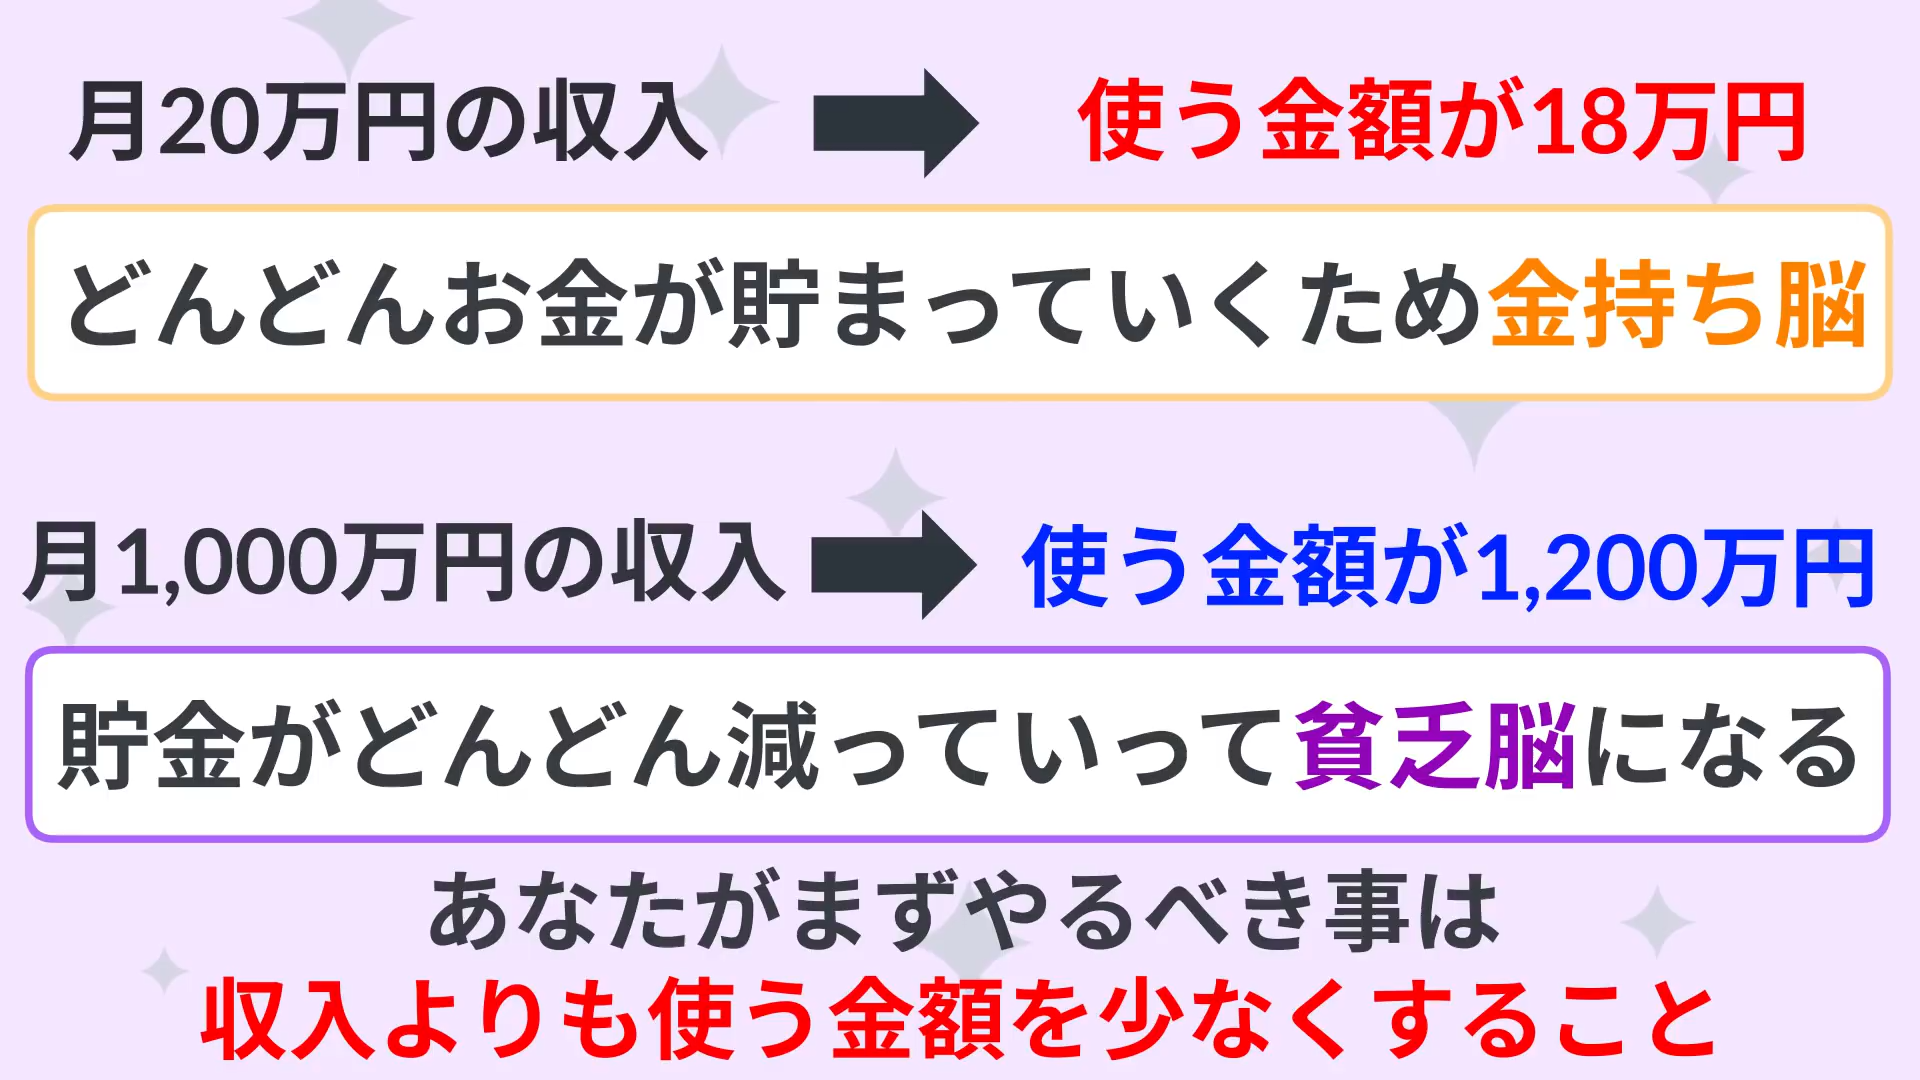 月20万円の収入 使う金額が18万円
どんどんお金が貯まっていくため金持ち脳
月1,000万円の収入 使う金額が1,200万円
貯金がどんどん減っていって貧乏脳になる
あなたがまずやるべき事は
収入よりも使う金額を少なくすること